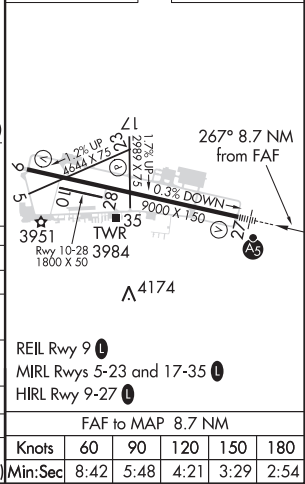 17
23
1.2% UP
4644 X 75
V
P
2989 X 75
1.7% UP
267° 8.7 NM
from FAF
9
5
10
28
0.3% DOWN
9000 X 150
27
35
V
A5
TWR
3984
3951
Rwy 10-28
1800 X 50
4174
REIL Rwy 9 L
MIRL Rwys 5-23 and 17-35 L
HIRL Rwy 9-27 L
FAF to MAP 8.7 NM
Knots 60 90 120 150 180
Min:Sec 8:42 5:48 4:21 3:29 2:54